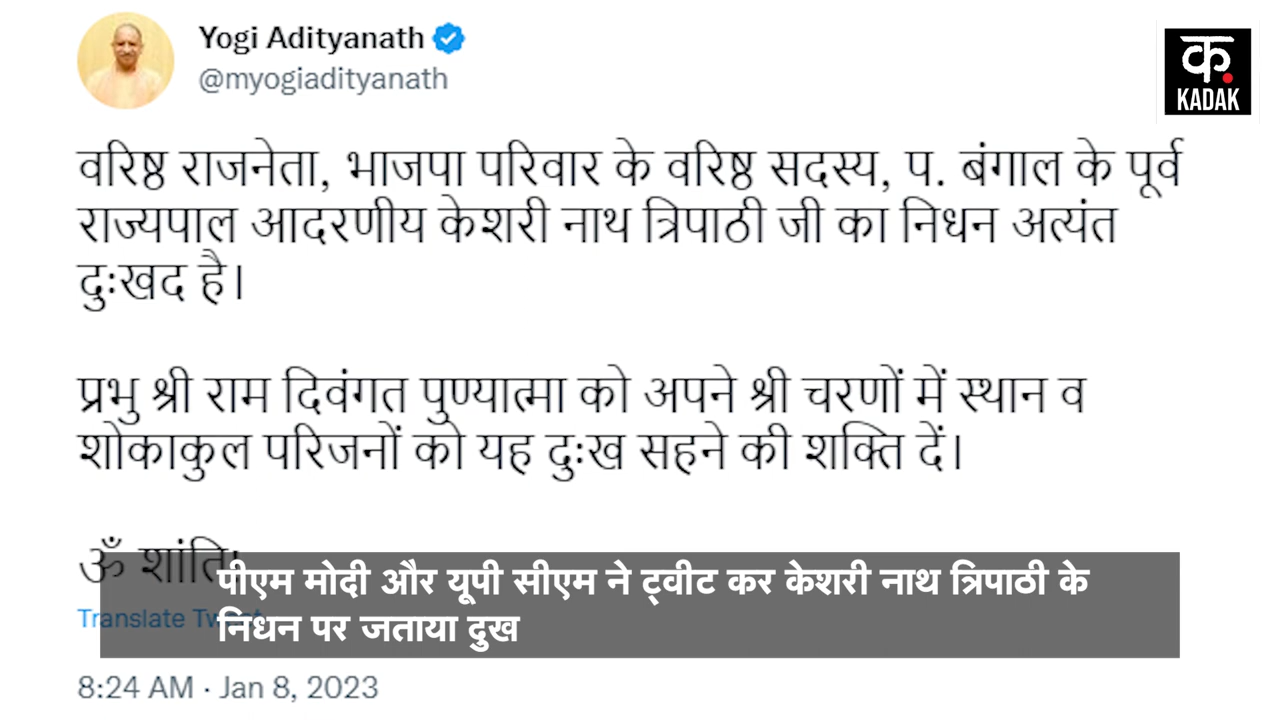 Yogi Adityanath
@myogiadityanath
क
KADAK
वरिष्ठ राजनेता, भाजपा परिवार के वरिष्ठ सदस्य, प. बंगाल के पूर्व
राज्यपाल आदरणीय केशरी नाथ त्रिपाठी जी का निधन अत्यंत
दुःखद है।
प्रभु श्री राम दिवंगत पुण्यात्मा को अपने श्री चरणों में स्थान व
शोकाकुल परिजनों को यह दुःख सहने की शक्ति दें।
ॐ शांति!
पीएम मोदी और यूपी सीएम ने ट्वीट कर केशरी नाथ त्रिपाठी के
निधन पर जताया दुख
Translate Tweet
8:24 AM · Jan 8, 2023